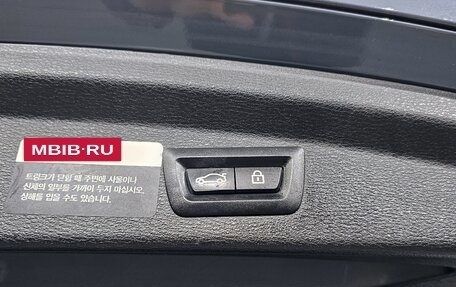 MBIB·RU
트렁크가 닫힐 때 주변에 사물이나
신체의 일부를 가까이 두지 마십시오.
상해를 입을 수도 있습니다.